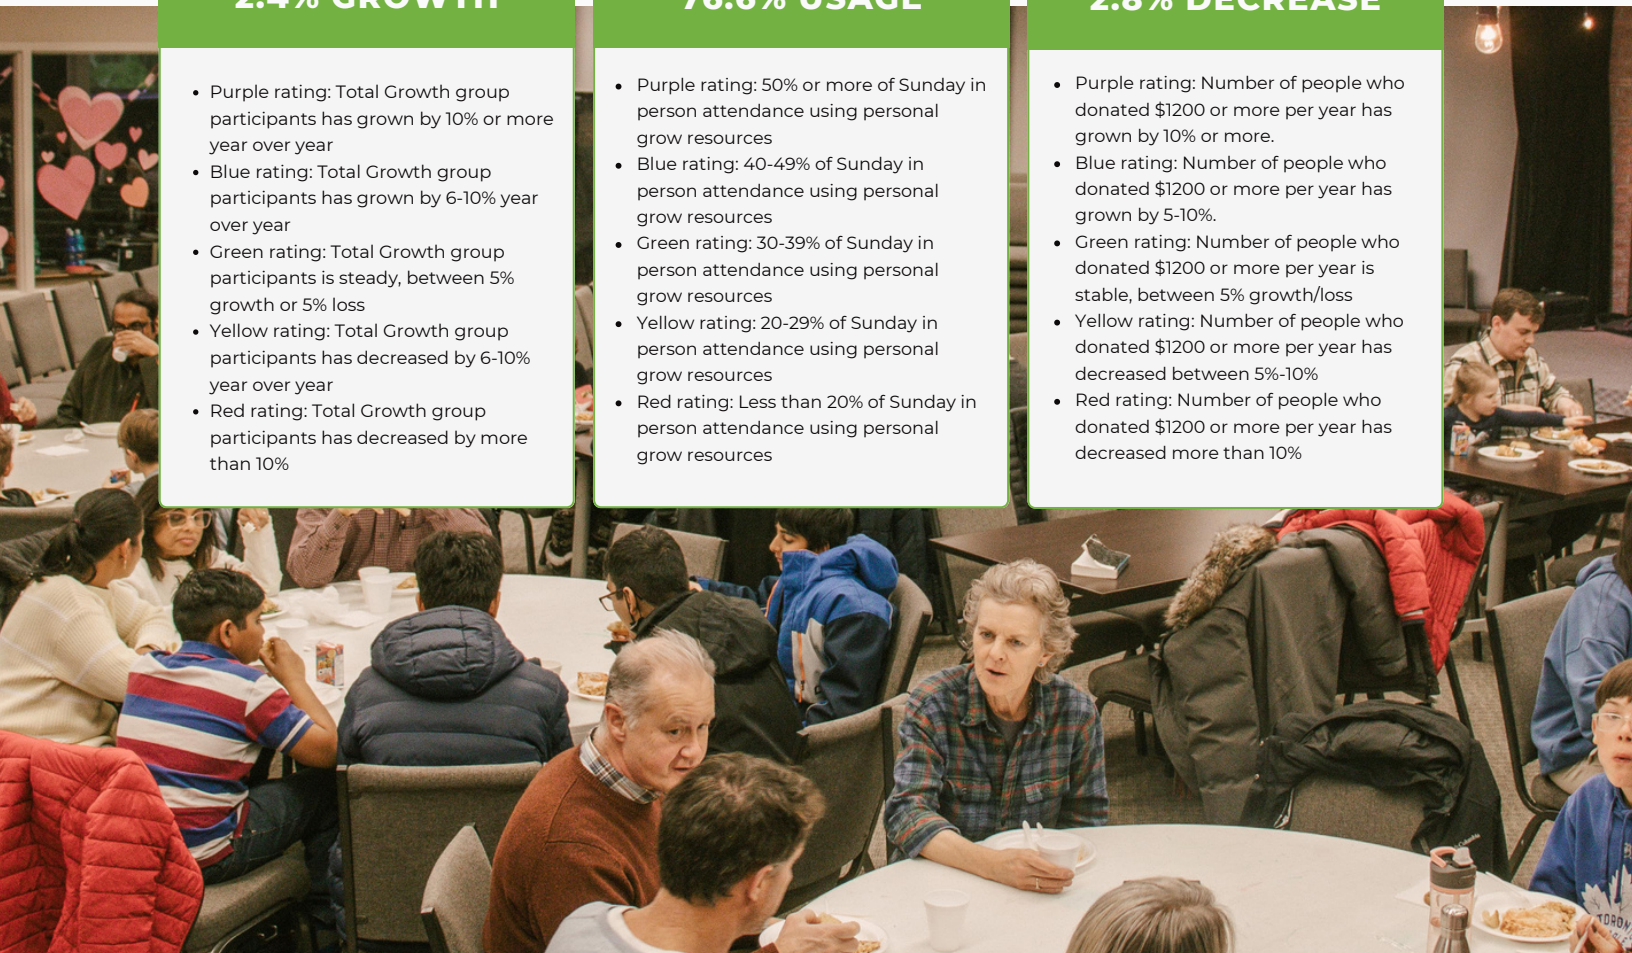 2.4% GROWTH
Purple rating: Total Growth group
participants has grown by 10% or more
year over year
Blue rating: Total Growth group
participants has grown by 6-10% year
over year
Green rating: Total Growth group
participants is steady, between 5%
growth or 5% loss
Yellow rating: Total Growth group
participants has decreased by 6-10%
year over year
Red rating: Total Growth group
participants has decreased by more
than 10%
76.6% USAGE
Purple rating: 50% or more of Sunday in
person attendance using personal
grow resources
Blue rating: 40-49% of Sunday in
person attendance using personal
grow resources
Green rating: 30-39% of Sunday in
person attendance using personal
grow resources
Yellow rating: 20-29% of Sunday in
person attendance using personal
grow resources
Red rating: Less than 20% of Sunday in
person attendance using personal
grow resources
2.8% DECREASE
Purple rating: Number of people who
donated $1200 or more per year has
grown by 10% or more.
Blue rating: Number of people who
donated $1200 or more per year has
grown by 5-10%.
Green rating: Number of people who
donated $1200 or more per year is
stable, between 5% growth/loss
Yellow rating: Number of people who
donated $1200 or more per year has
decreased between 5%-10%
Red rating: Number of people who
donated $1200 or more per year has
decreased more than 10%